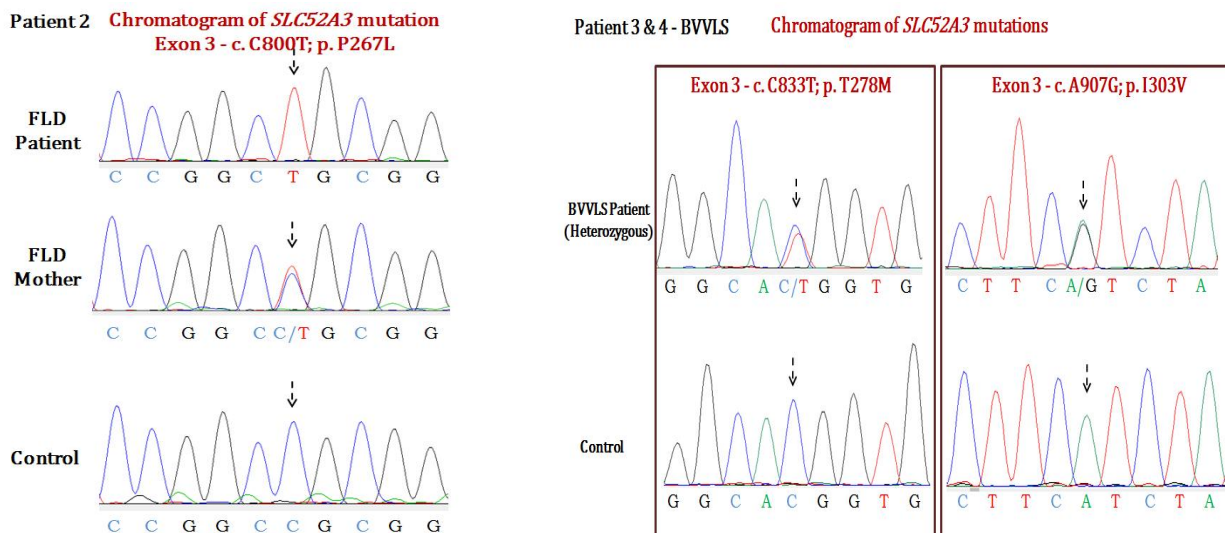 Patient 2 Chromatogram of SLC52A3 mutation
Exon 3 - c. C800T; p. P267L
FLD
Patient
C C G G C T G C G G
FLD
Mother
C C G G C C/T G C G G
Control
C C G G C C G C G G
Patient 3 & 4 - BVVLS Chromatogram of SLC52A3 mutations
Exon 3 - c. C833T; p. T278M
Exon 3 - c. A907G; p. I303V
BVVLS Patient
(Heterozygous)
G G C A C/T G G T G
C T T C A/G T C T A
Control
G G C A C G G T G
C T T C A T C T A